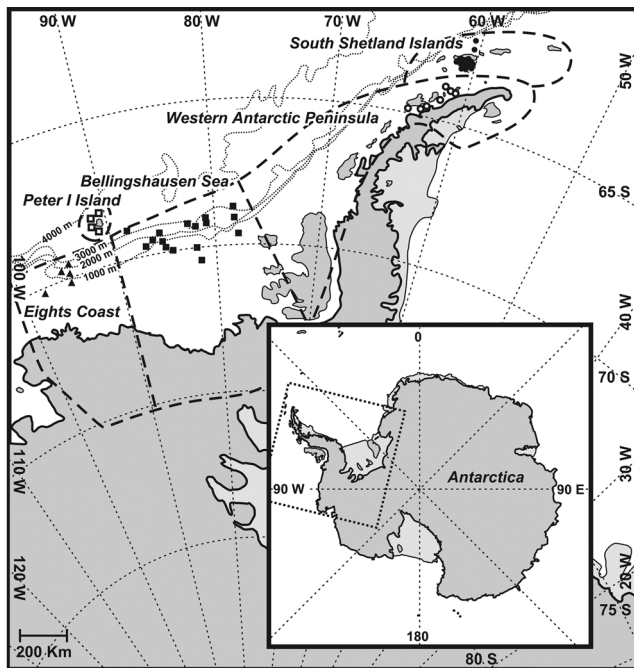 90 W
80 W
70 W
60 W
South Shetland Islands
50 W
Western Antarctic Peninsula
Bellingshausen Sea
65 S
Peter I Island
4000 m
3000 m
2000 m
1000 m
100 W
Eights Coast
40 W
70 S
0
110 W
Antarctica
90 W
90 E
30 W
120 W
20 W
75 S
200 Km
180
80 S